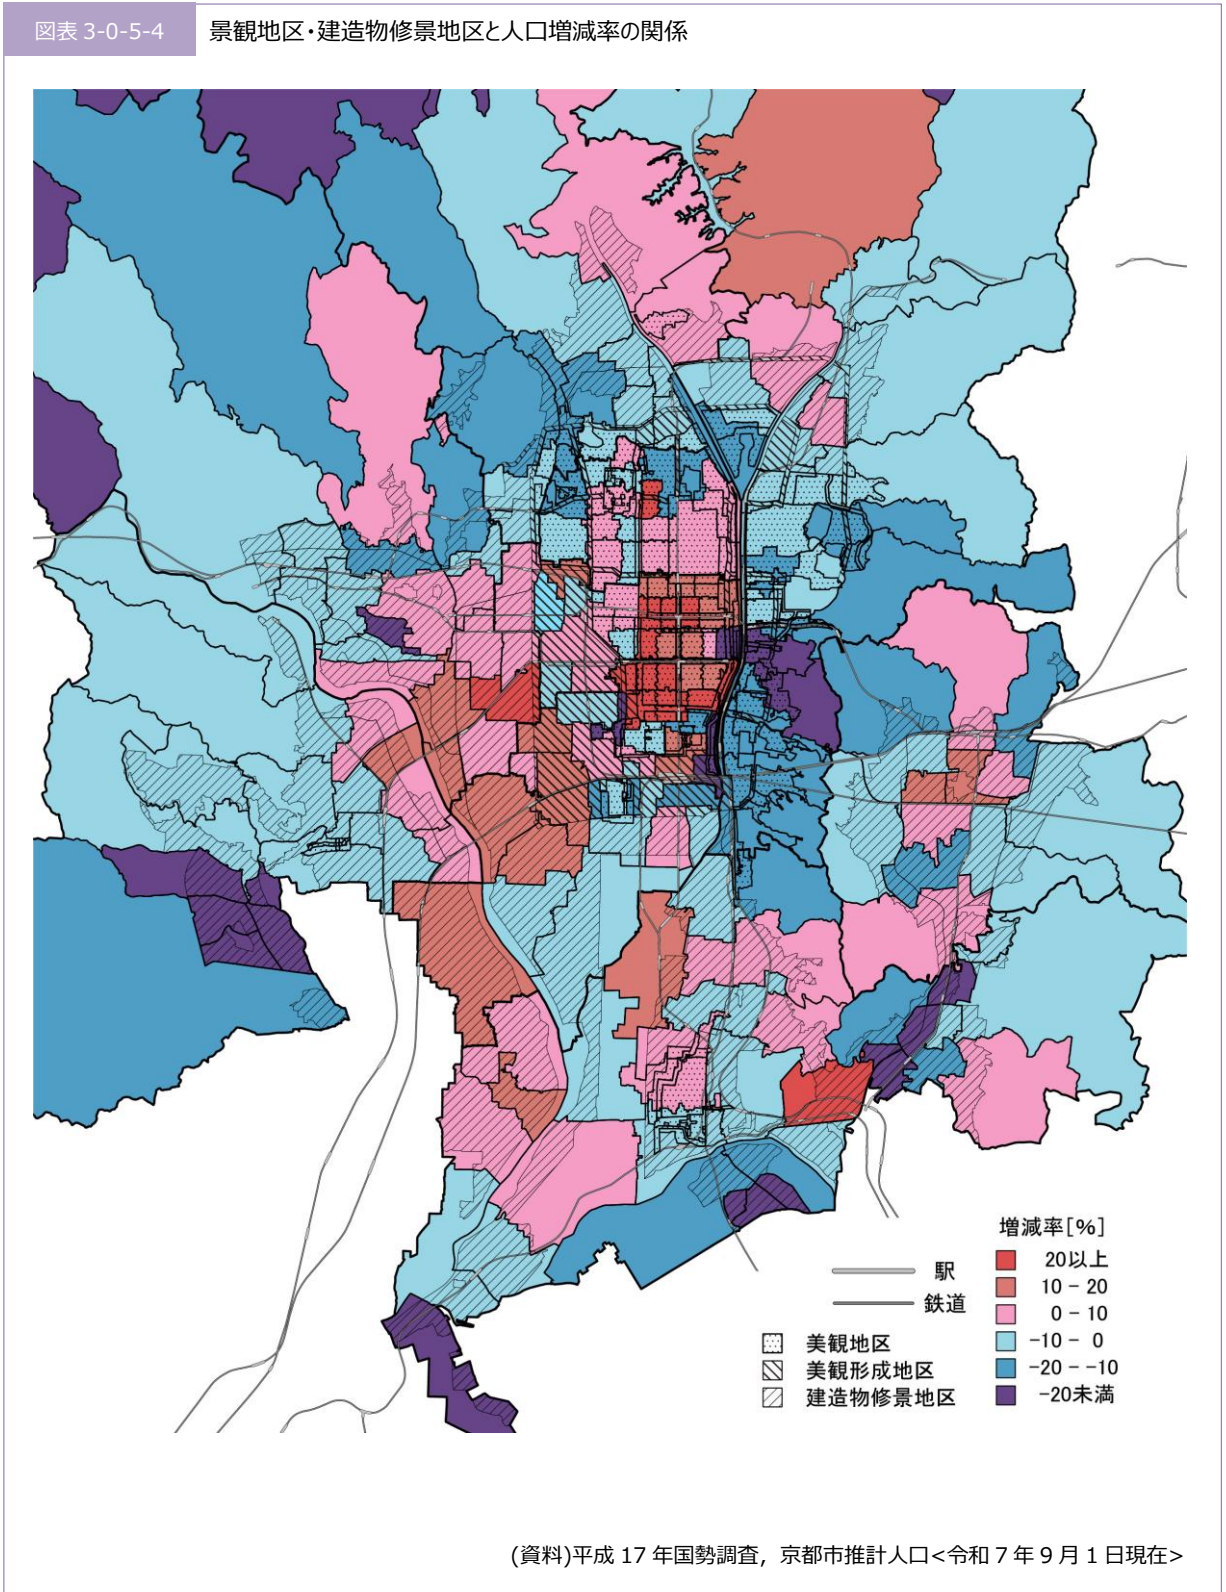 図表 3-0-5-4
景観地区・建造物修景地区と人口増減率の関係
増減率[%]
20以上
10 - 20
0 - 10
-10 - 0
-20 - -10
-20未満
駅
鉄道
美観地区
美観形成地区
建造物修景地区
(資料)平成 17 年国勢調査，京都市推計人口<令和 7 年 9 月 1 日現在>